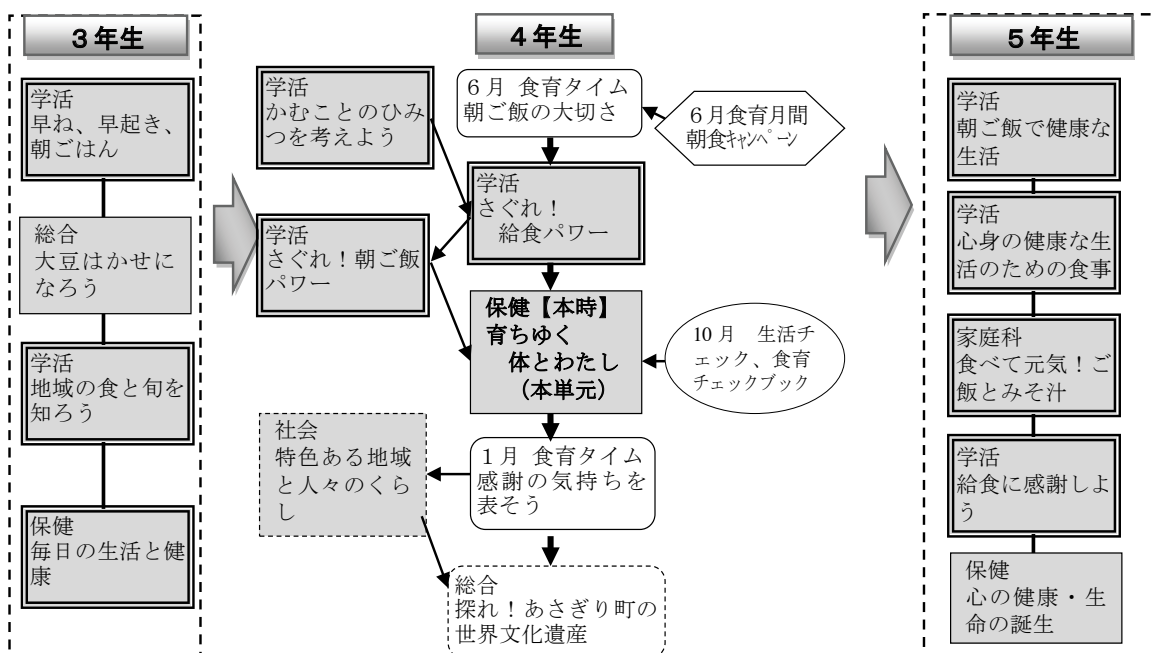 3年生
学活
早ね、早起き、
朝ごはん
総合
大豆はかせに
なろう
学活
地域の食と旬を
知ろう
保健
毎日の生活と健
康
4年生
学活
かむことのひみ
つを考えよう
6月 食育タイム
朝ご飯の大切さ
6月食育月間
朝食キャンペーン
学活
さぐれ！
給食パワー
学活
さぐれ！朝ご飯
パワー
保健【本時】
育ちゆく
体とわたし
（本単元）
10月 生活チ
ェック、食育
チェックブック
社会
特色ある地域
と人々のくら
し
1月 食育タイム
感謝の気持ちを
表そう
総合
探れ！あさぎり町の
世界文化遺産
5年生
学活
朝ご飯で健康な
生活
学活
心身の健康な生
活のための食事
家庭科
食べて元気！ご
飯とみそ汁
学活
給食に感謝しよ
う
保健
心の健康・生
命の誕生